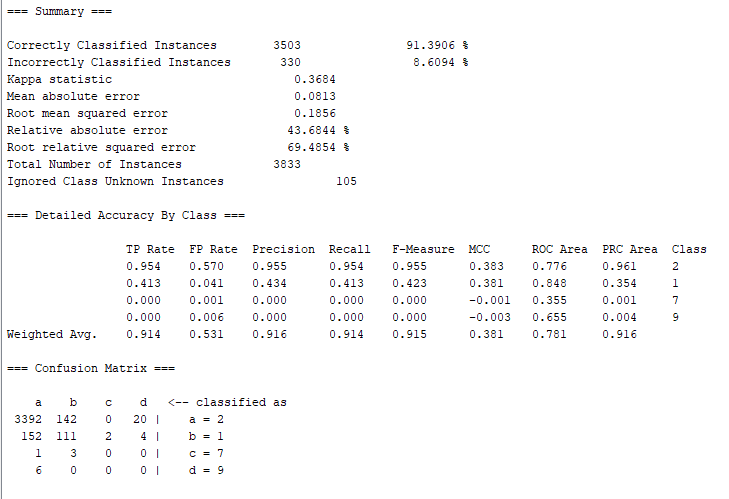 === Summary ===
Correctly Classified Instances 3503 91.3906 %
Incorrectly Classified Instances 330 8.6094 %
Kappa statistic 0.3684
Mean absolute error 0.0813
Root mean squared error 0.1856
Relative absolute error 43.6844 %
Root relative squared error 69.4854 %
Total Number of Instances 3833
Ignored Class Unknown Instances 105
=== Detailed Accuracy By Class ===
TP Rate FP Rate Precision Recall F-Measure MCC ROC Area PRC Area Class
0.954 0.570 0.955 0.954 0.955 0.383 0.776 0.961 2
0.413 0.041 0.434 0.413 0.423 0.381 0.848 0.354 1
0.000 0.001 0.000 0.000 0.000 -0.001 0.355 0.001 7
0.000 0.006 0.000 0.000 0.000 -0.003 0.655 0.004 9
Weighted Avg. 0.914 0.531 0.916 0.914 0.915 0.381 0.781 0.916
=== Confusion Matrix ===
a b c d <-- classified as
3392 142 0 20 | a = 2
152 111 2 4 | b = 1
1 3 0 0 | c = 7
6 0 0 0 | d = 9